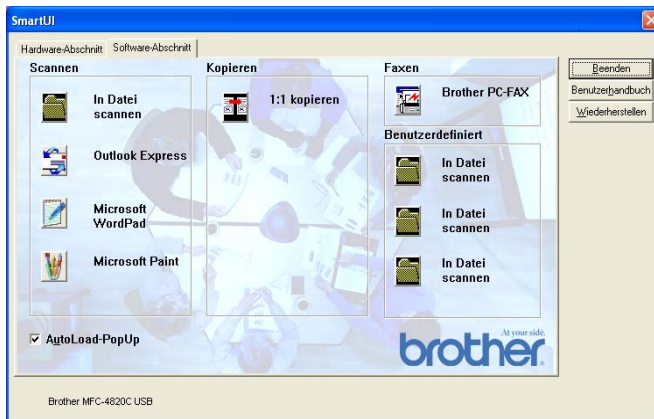 SmartUI
Hardware-Abschnitt
Software-Abschnitt
Scannen
In Datei
scannen
Outlook Express
Microsoft
WordPad
Microsoft Paint
Kopieren
1:1 kopieren
Faxen
Brother PC-FAX
Benutzerdefiniert
In Datei
scannen
In Datei
scannen
In Datei
scannen
AutoLoad-PopUp
At your side.
brother
Beenden
Benutzerhandbuch
Wiederherstellen
Brother MFC-4820C USB